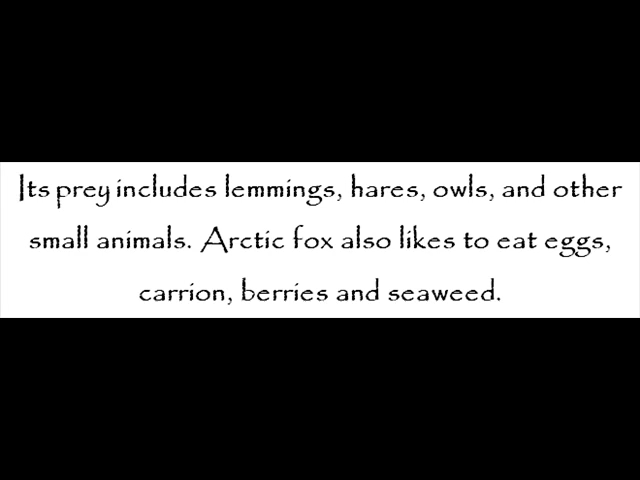 Its prey includes lemmings, hares, owls, and other
small animals. Arctic fox also likes to eat eggs,
carrion, berries and seaweed.